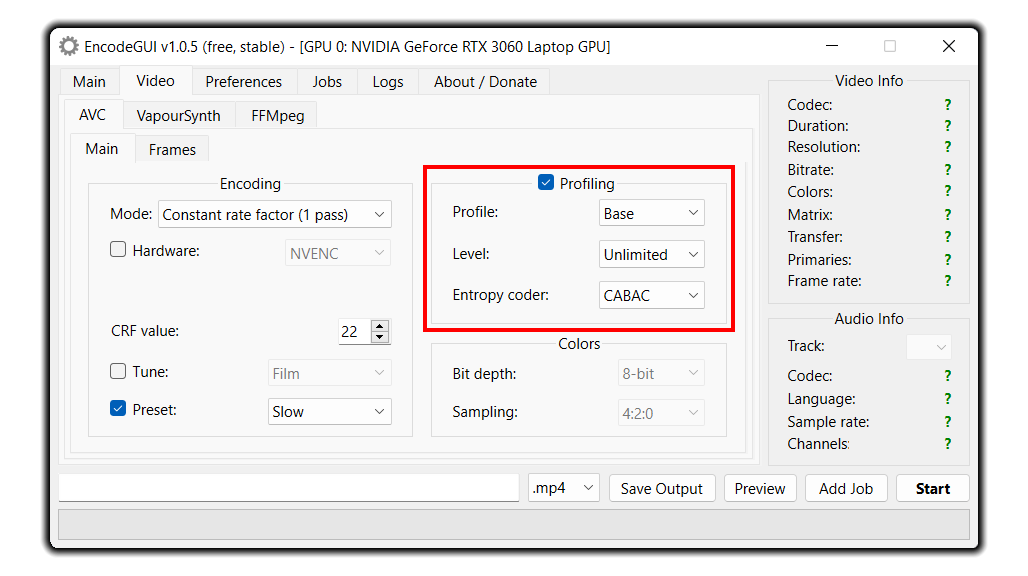 EncodeGUI v1.0.5 (free, stable) - [GPU 0: NVIDIA GeForce RTX 3060 Laptop GPU]
Main Video Preferences Jobs Logs About / Donate
AVC VapourSynth FFMpeg
Main Frames
Encoding
Mode: Constant rate factor (1 pass)
Hardware: NVENC
CRF value: 22
Tune: Film
Preset: Slow
Profiling
Profile: Base
Level: Unlimited
Entropy coder: CABAC
Colors
Bit depth: 8-bit
Sampling: 4:2:0
Video Info
Codec: ?
Duration: ?
Resolution: ?
Bitrate: ?
Colors: ?
Matrix: ?
Transfer: ?
Primaries: ?
Frame rate: ?
Audio Info
Track:
Codec: ?
Language: ?
Sample rate: ?
Channels: ?
.mp4 Save Output Preview Add Job Start